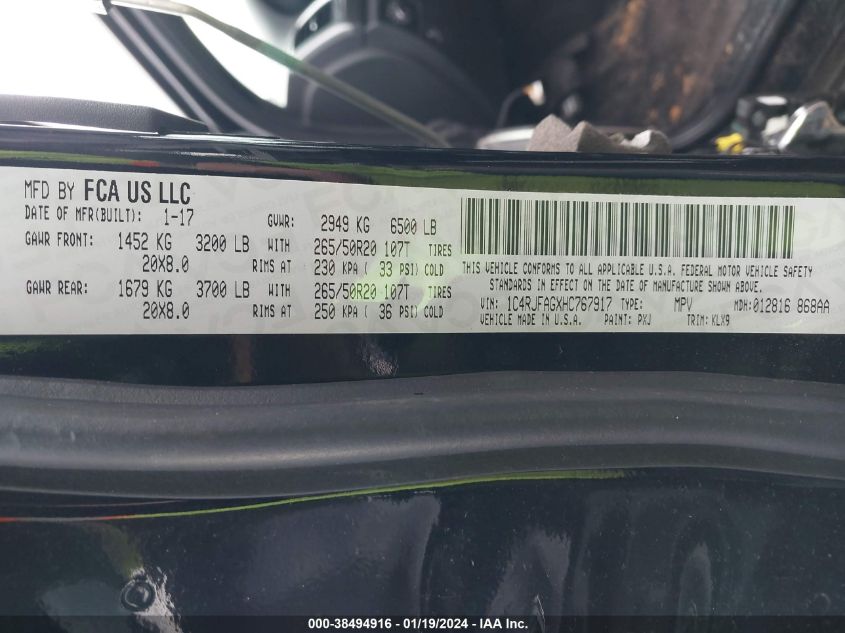 MFD BY FCA US LLC
DATE OF MFR(BUILT): 1-17 GVWR: 2949 KG 6500 LB
GAWR FRONT: 1452 KG 3200 LB WITH 265/50R20 107T TIRES
20X8.0 RIMS AT 230 KPA ( 33 PSI) COLD
GAWR REAR: 1679 KG 3700 LB WITH 265/50R20 107T TIRES
20X8.0 RIMS AT 250 KPA ( 36 PSI) COLD
THIS VEHICLE CONFORMS TO ALL APPLICABLE U.S.A. FEDERAL MOTOR VEHICLE SAFETY
STANDARDS IN EFFECT ON THE DATE OF MANUFACTURE SHOWN ABOVE.
VIN: 1C4RJFAGXHC767917 TYPE: MPV MDH:012816 868AA
VEHICLE MADE IN U.S.A. PAINT: PXJ TRIM: KLX9
000-38494916 - 01/19/2024 - IAA Inc.